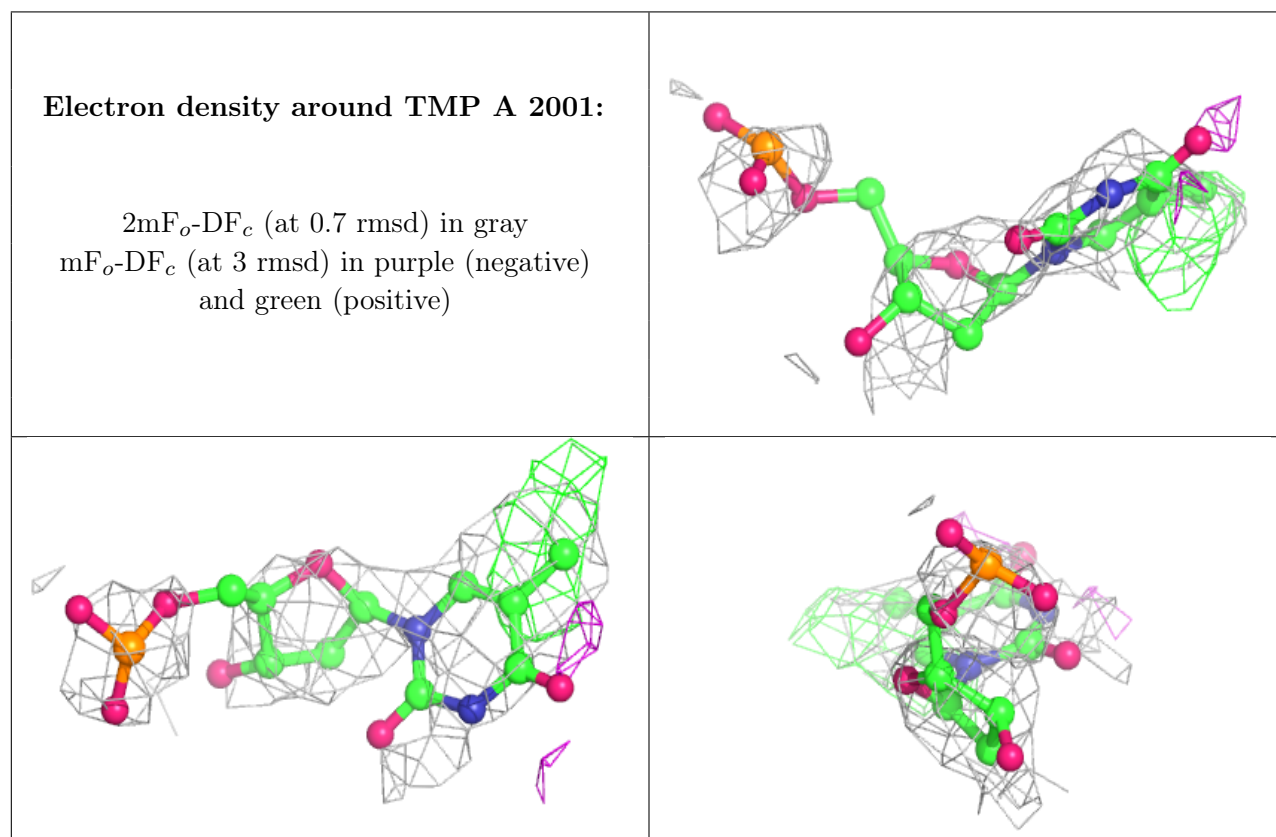 Electron density around TMP A 2001:
2mFo-DFc (at 0.7 rmsd) in gray
mFo-DFc (at 3 rmsd) in purple (negative)
and green (positive)